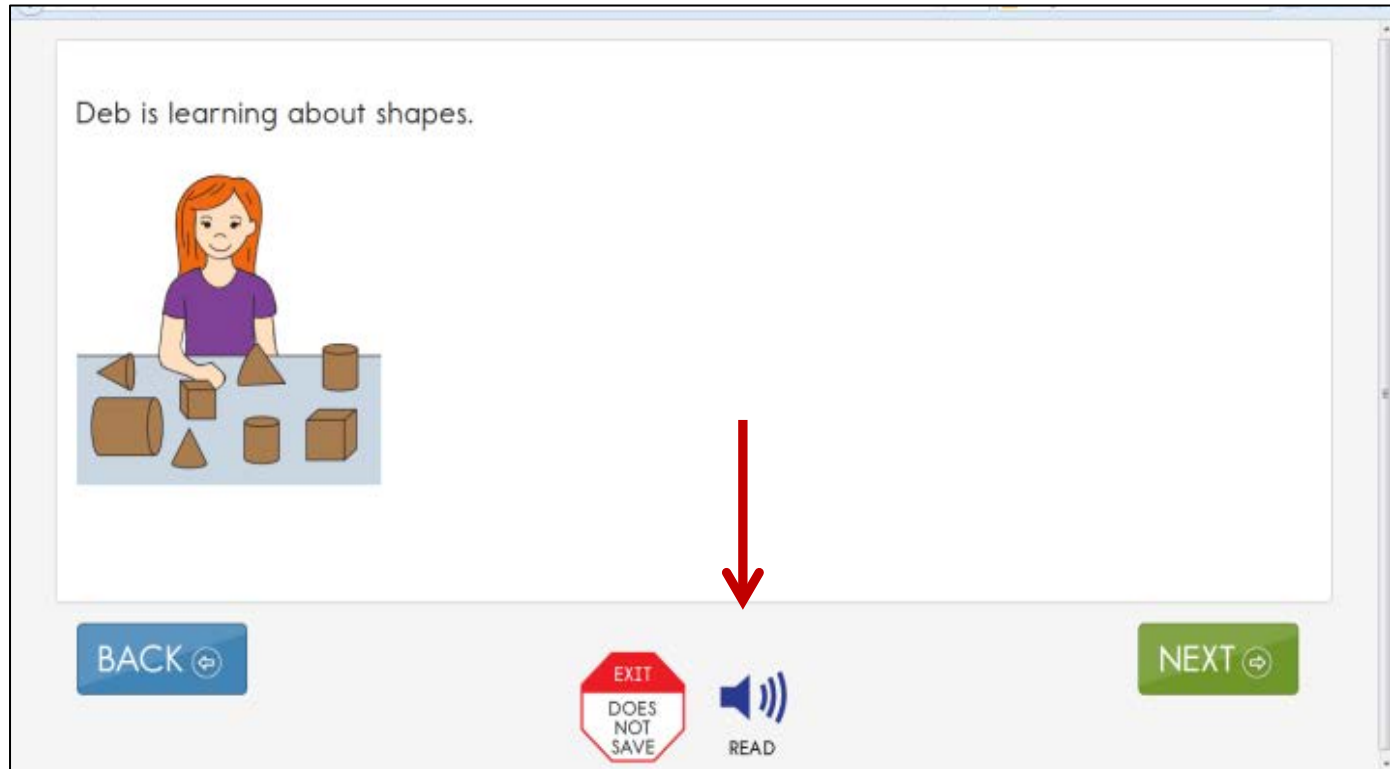 Deb is learning about shapes.
BACK
EXIT
DOES
NOT
SAVE
READ
NEXT